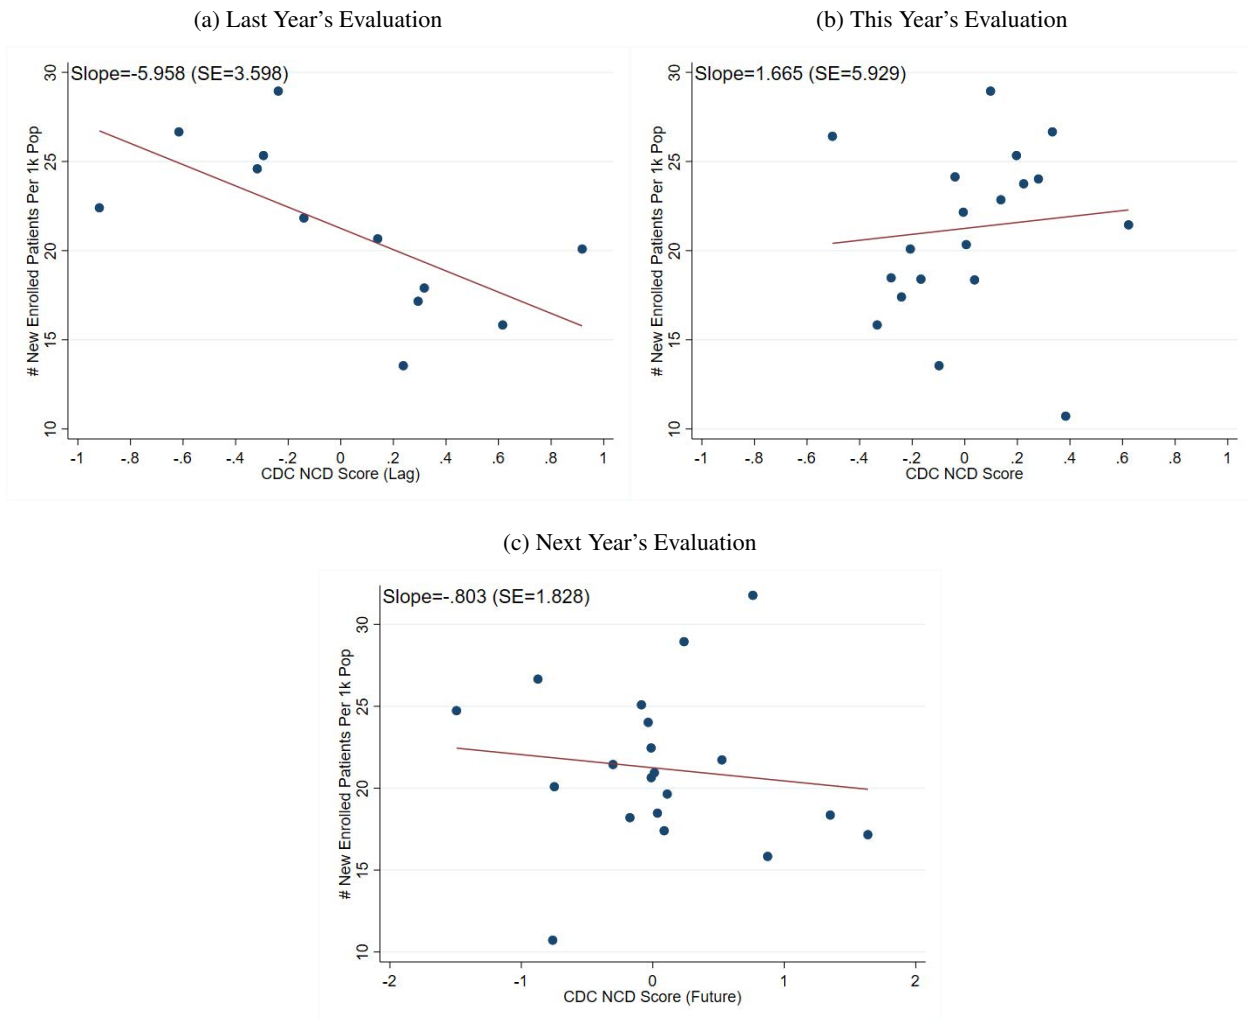 (a) Last Year's Evaluation
Slope=-5.958 (SE=3.598)
# New Enrolled Patients Per 1k Pop
30
25
20
15
10
-1 -.8 -.6 -.4 -.2 0 .2 .4 .6 .8 1
CDC NCD Score (Lag)
(b) This Year's Evaluation
Slope=1.665 (SE=5.929)
# New Enrolled Patients Per 1k Pop
30
25
20
15
10
-1 -.8 -.6 -.4 -.2 0 .2 .4 .6 .8 1
CDC NCD Score
(c) Next Year's Evaluation
Slope=-.803 (SE=1.828)
# New Enrolled Patients Per 1k Pop
30
25
20
15
10
-2 -1 0 1 2
CDC NCD Score (Future)